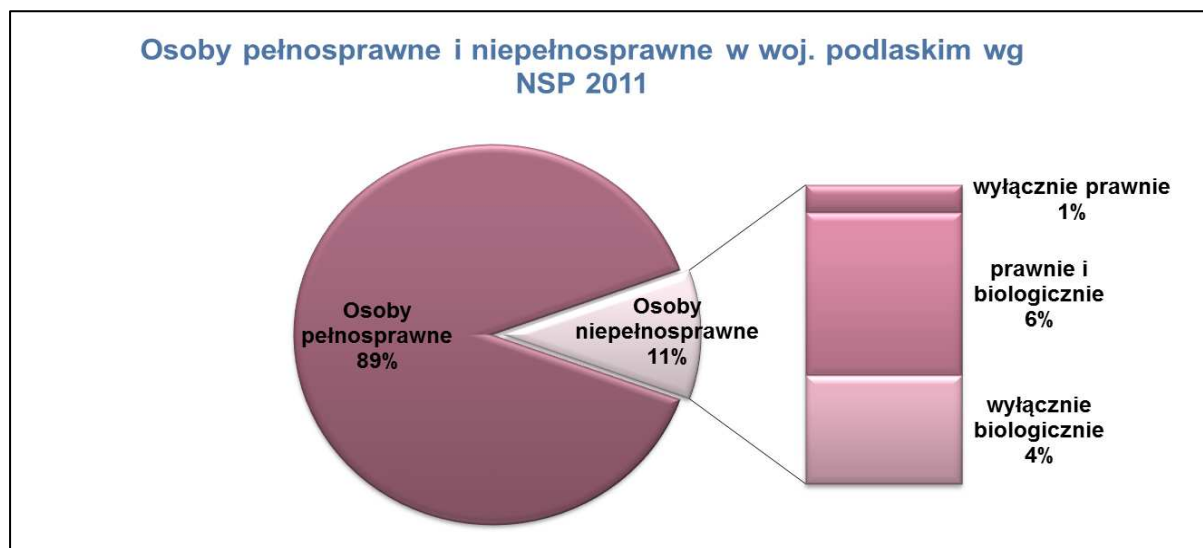 Osoby pełnosprawne i niepełnosprawne w woj. podlaskim wg
NSP 2011
Osoby
pełnosprawne
89%
Osoby
niepełnosprawne
11%
wyłącznie prawnie
1%
prawnie i
biologicznie
6%
wyłącznie
biologicznie
4%